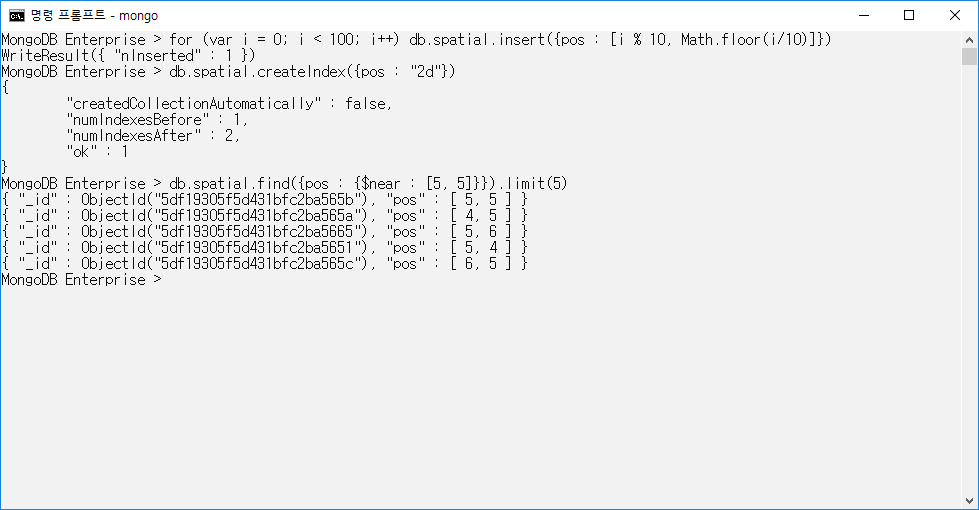 명령 프롬프트 - mongo
MongoDB Enterprise > for (var i = 0; i < 100; i++) db.spatial.insert({pos : [i % 10, Math.floor(i/10)]})
WriteResult({ "nInserted" : 1 })
MongoDB Enterprise > db.spatial.createIndex({pos : "2d"})
{
        "createdCollectionAutomatically" : false,
        "numIndexesBefore" : 1,
        "numIndexesAfter" : 2,
        "ok" : 1
}
MongoDB Enterprise > db.spatial.find({pos : {$near : [5, 5]}}).limit(5)
{ "_id" : ObjectId("5df19305f5d431bfc2ba565b"), "pos" : [ 5, 5 ] }
{ "_id" : ObjectId("5df19305f5d431bfc2ba565a"), "pos" : [ 4, 5 ] }
{ "_id" : ObjectId("5df19305f5d431bfc2ba5665"), "pos" : [ 5, 6 ] }
{ "_id" : ObjectId("5df19305f5d431bfc2ba5651"), "pos" : [ 5, 4 ] }
{ "_id" : ObjectId("5df19305f5d431bfc2ba565c"), "pos" : [ 6, 5 ] }
MongoDB Enterprise >